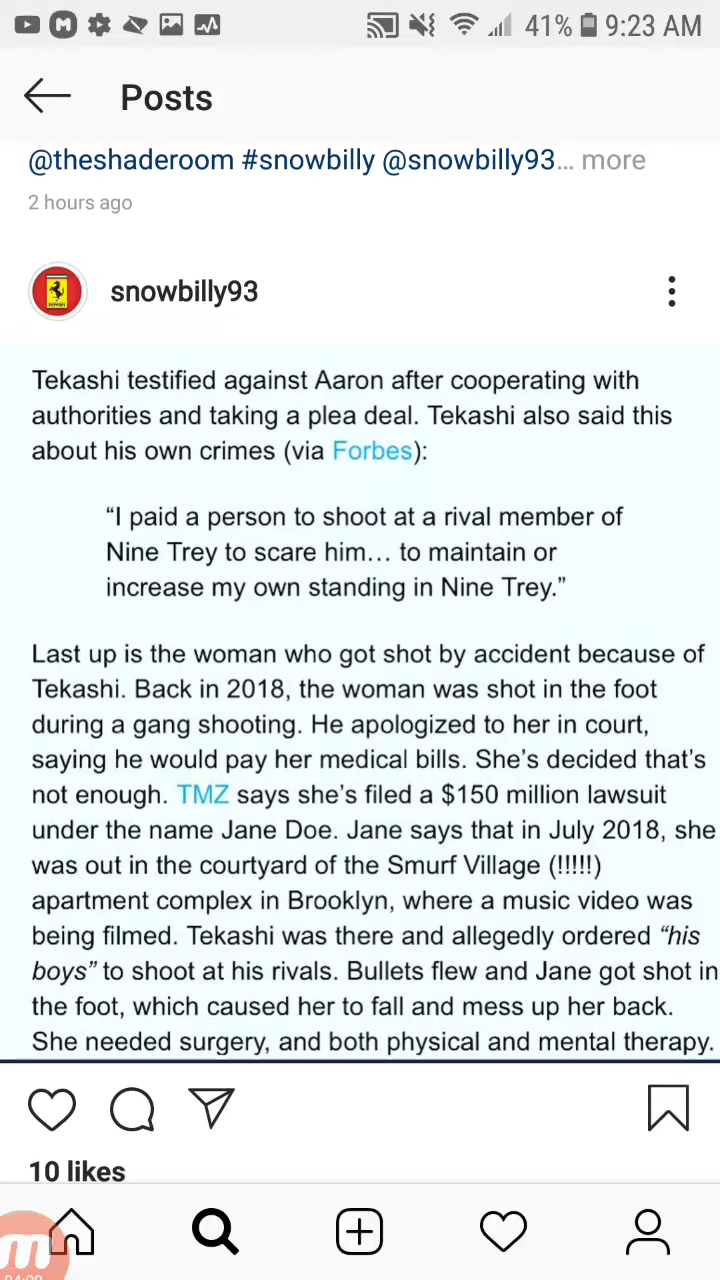 41% 9:23 AM
Posts
@theshaderoom #snowbilly @snowbilly93... more
2 hours ago
snowbilly93
Tekashi testified against Aaron after cooperating with
authorities and taking a plea deal. Tekashi also said this
about his own crimes (via Forbes):
“I paid a person to shoot at a rival member of
Nine Trey to scare him… to maintain or
increase my own standing in Nine Trey.”
Last up is the woman who got shot by accident because of
Tekashi. Back in 2018, the woman was shot in the foot
during a gang shooting. He apologized to her in court,
saying he would pay her medical bills. She’s decided that’s
not enough. TMZ says she’s filed a $150 million lawsuit
under the name Jane Doe. Jane says that in July 2018, she
was out in the courtyard of the Smurf Village (!!!!!)
apartment complex in Brooklyn, where a music video was
being filmed. Tekashi was there and allegedly ordered “his
boys” to shoot at his rivals. Bullets flew and Jane got shot in
the foot, which caused her to fall and mess up her back.
She needed surgery, and both physical and mental therapy.
10 likes